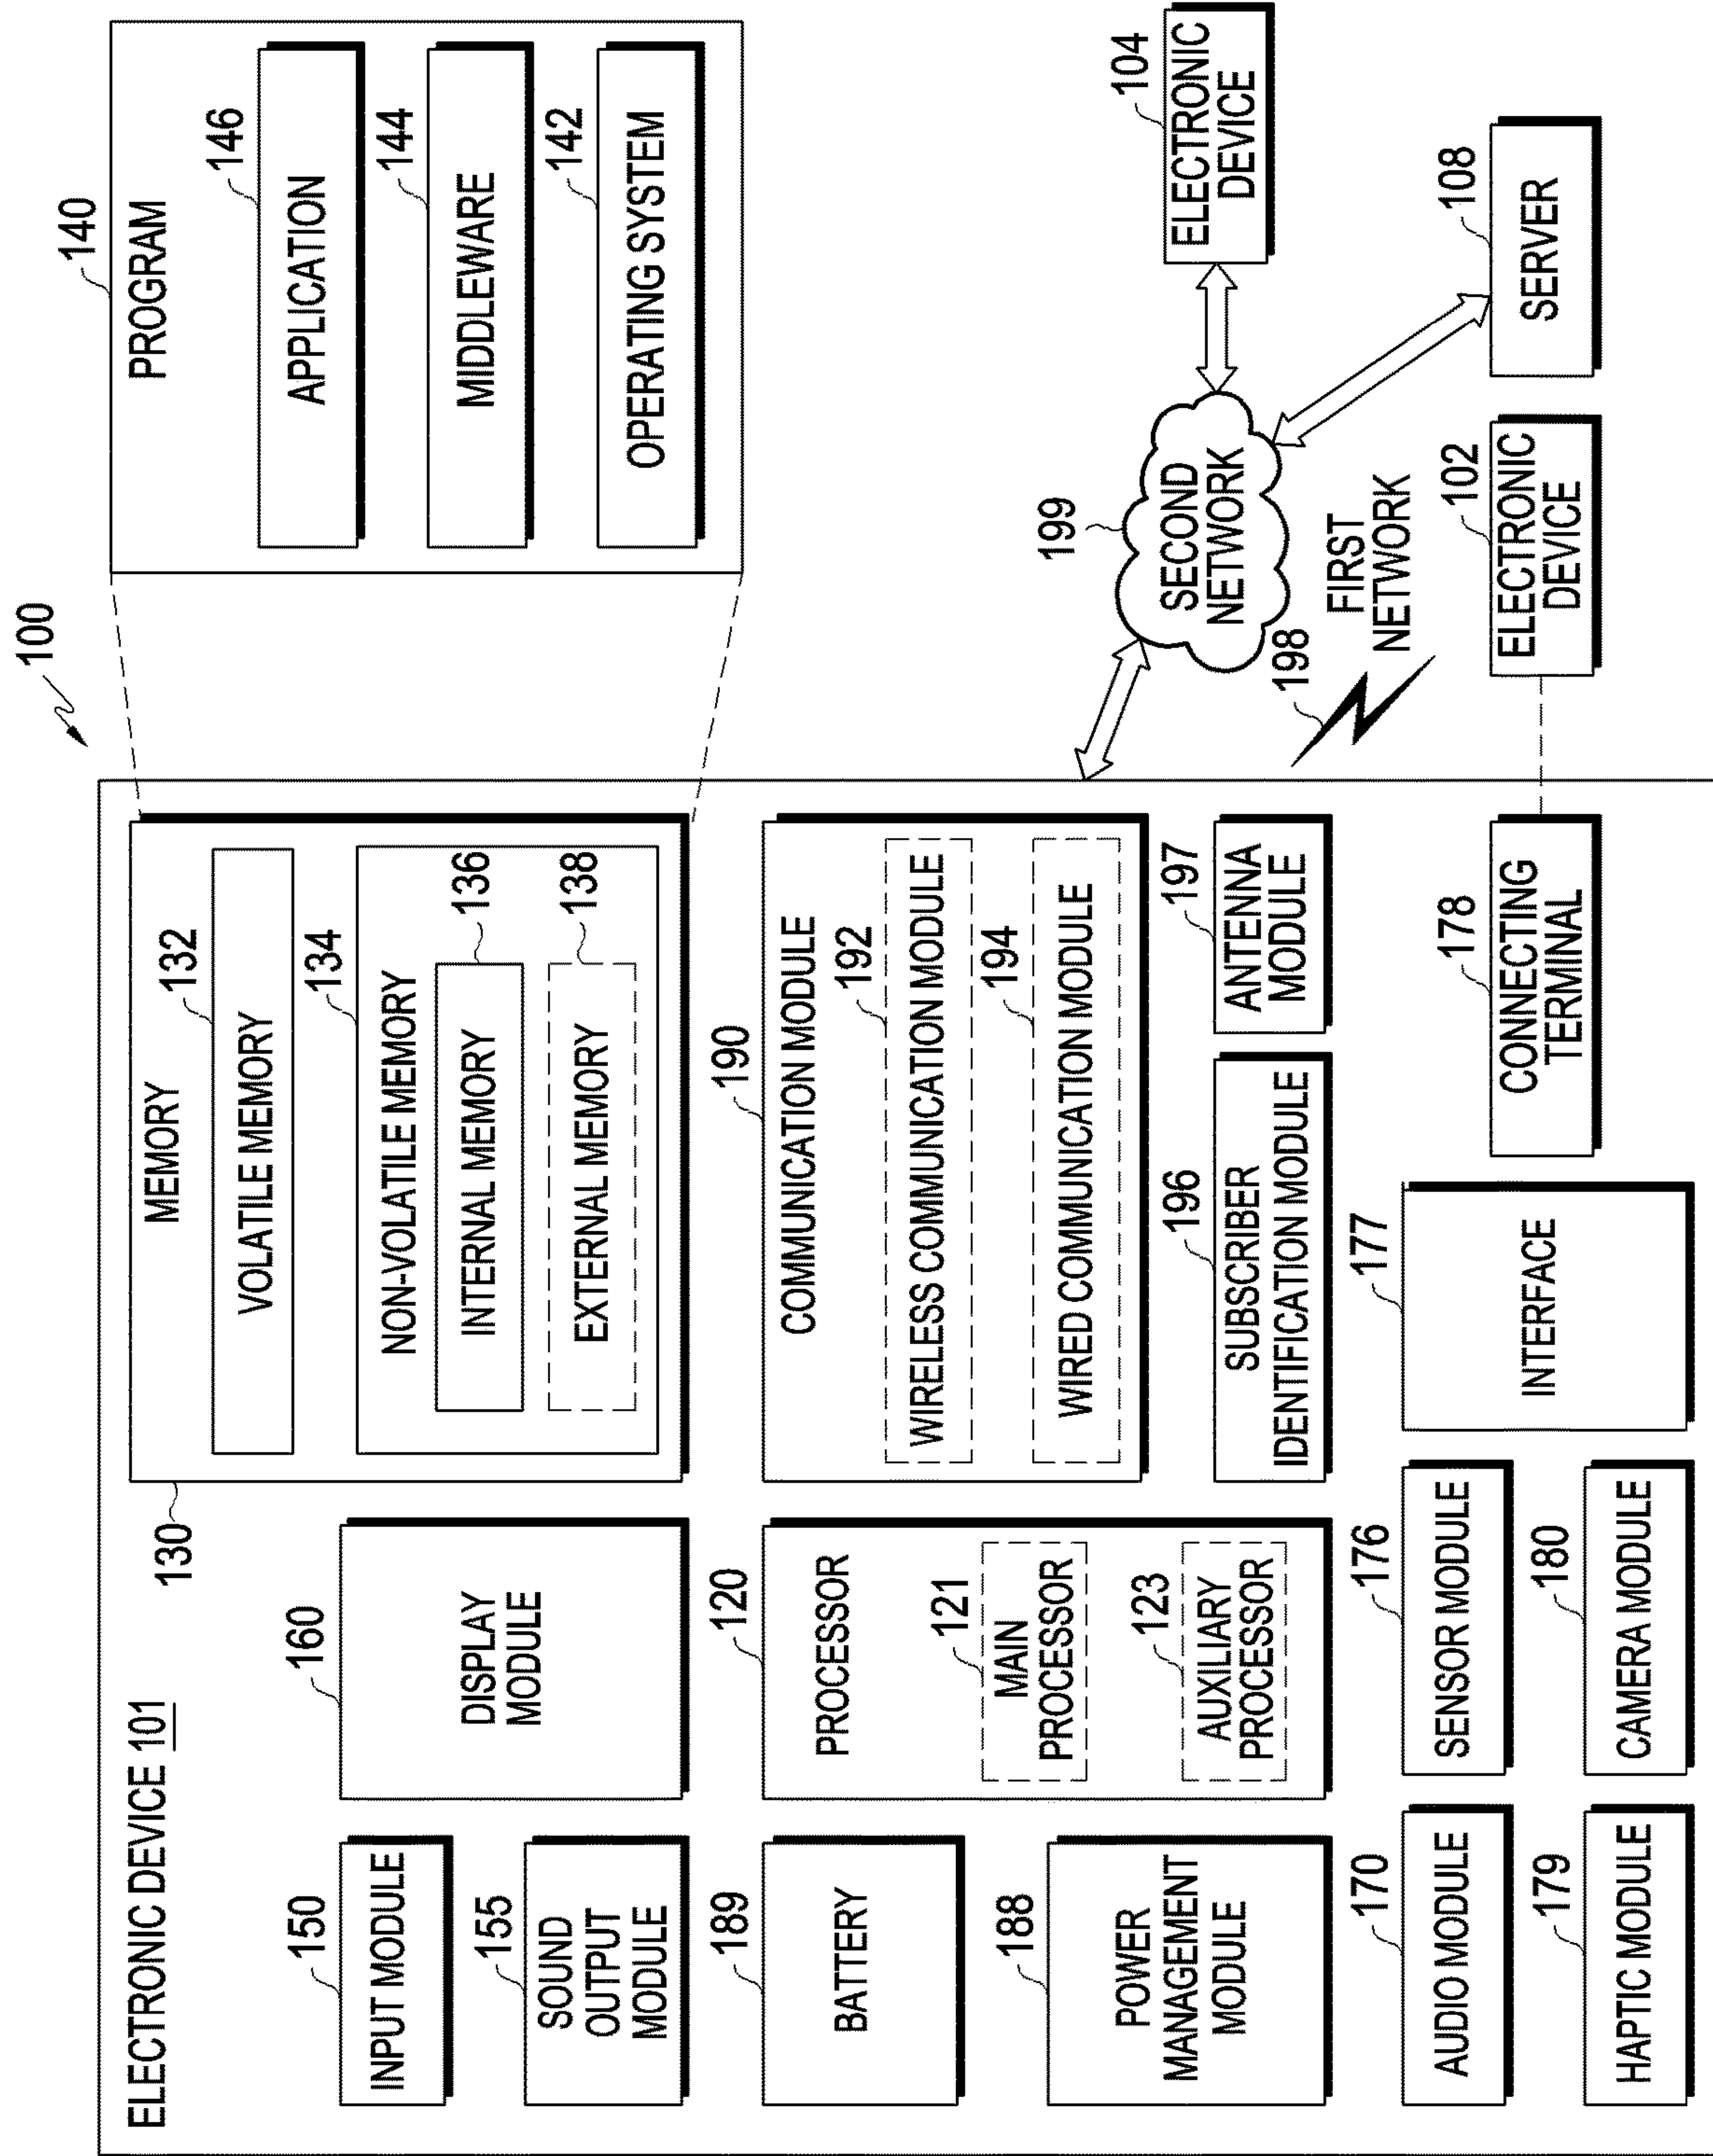 100
ELECTRONIC DEVICE 101
150
INPUT MODULE
155
SOUND
OUTPUT
MODULE
160
DISPLAY
MODULE
130
MEMORY
132
VOLATILE MEMORY
134
NON-VOLATILE MEMORY
136
INTERNAL MEMORY
138
EXTERNAL MEMORY
140
PROGRAM
146
APPLICATION
144
MIDDLEWARE
142
OPERATING SYSTEM
189
BATTERY
188
POWER
MANAGEMENT
MODULE
120
PROCESSOR
121
MAIN
PROCESSOR
123
AUXILIARY
PROCESSOR
190
COMMUNICATION MODULE
192
WIRELESS COMMUNICATION MODULE
194
WIRED COMMUNICATION MODULE
196
SUBSCRIBER
IDENTIFICATION MODULE
197
ANTENNA
MODULE
199
SECOND
NETWORK
104
ELECTRONIC
DEVICE
198
FIRST
NETWORK
108
SERVER
102
ELECTRONIC
DEVICE
170
AUDIO MODULE
176
SENSOR MODULE
177
INTERFACE
178
CONNECTING
TERMINAL
179
HAPTIC MODULE
180
CAMERA MODULE